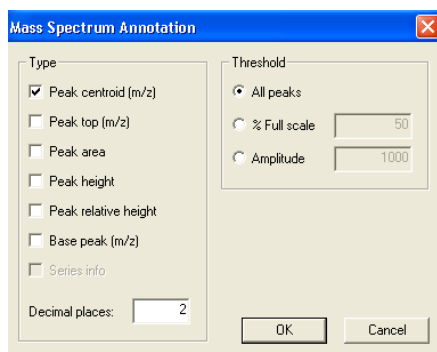 Mass Spectrum Annotation
Type
Peak centroid (m/z)
Peak top (m/z)
Peak area
Peak height
Peak relative height
Base peak (m/z)
Series info
Decimal places: 2
Threshold
All peaks
% Full scale 50
Amplitude 1000
OK Cancel